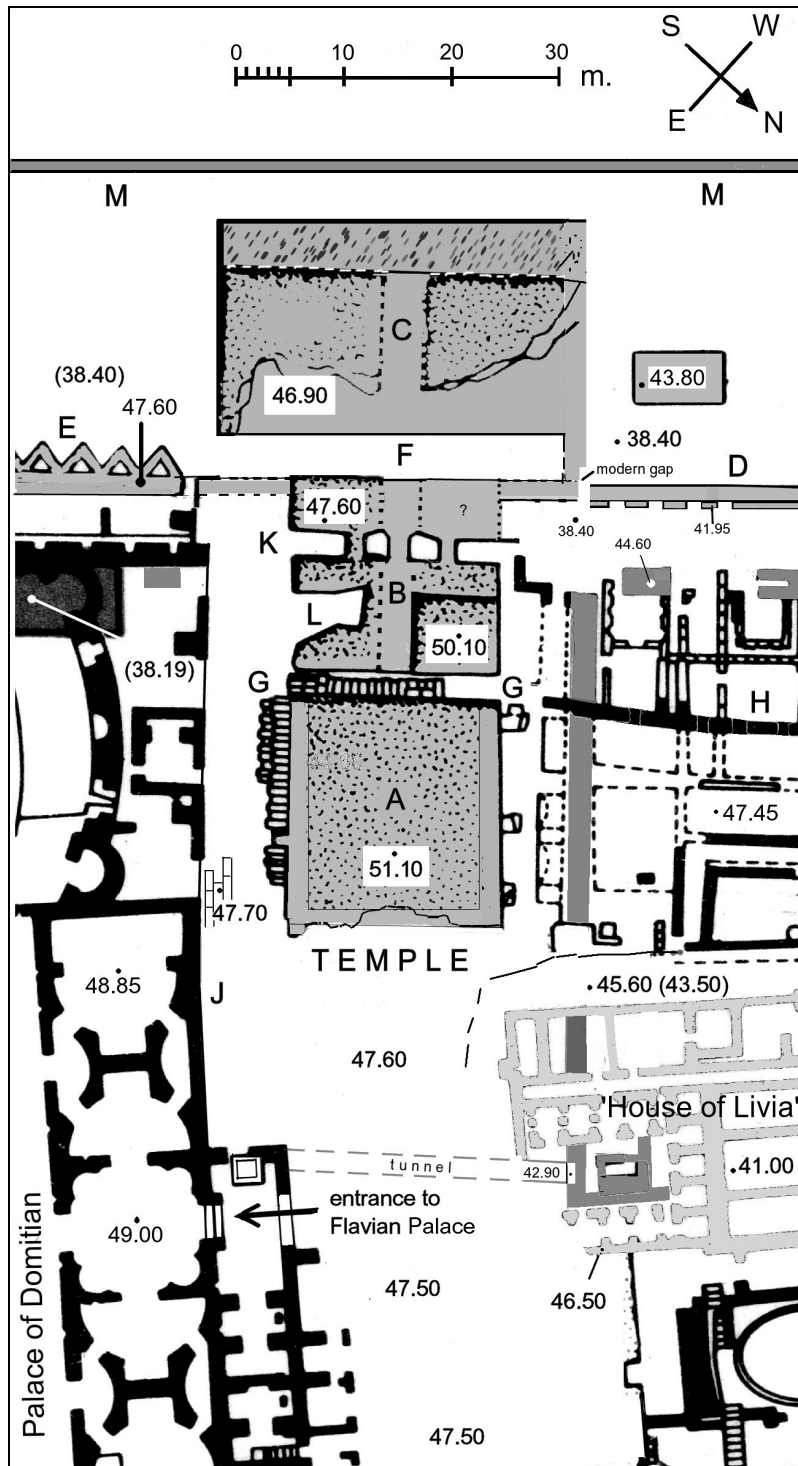 S W
0 10 20 30 m.
E N
M M
C
(38.40)
43.80
47.60
46.90
E
38.40
F
D
modern gap
47.60
?
38.40
41.95
K
44.60
B
L
50.10
(38.19)
G G
H
A
47.45
51.10
47.70
TEMPLE
48.85
J
45.60 (43.50)
47.60
'House of Livia'
tunnel
42.90
41.00
entrance to
Flavian Palace
49.00
47.50
46.50
Palace of Domitian
47.50